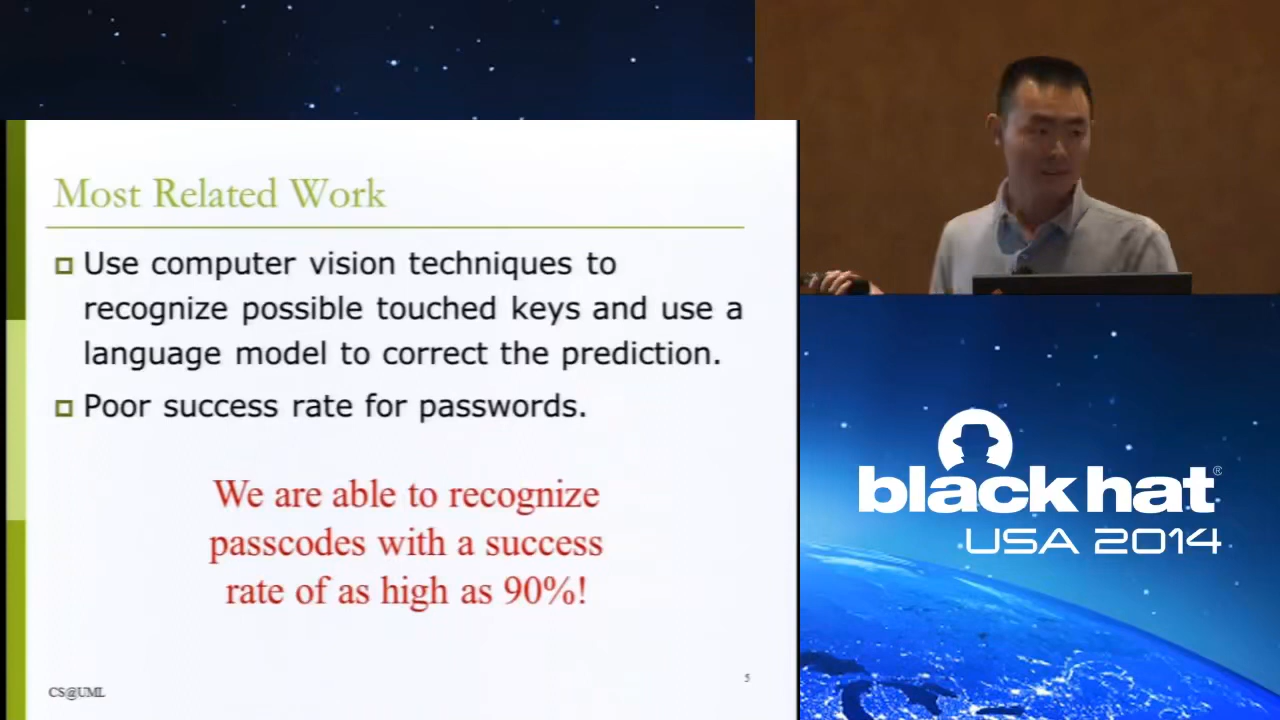 Most Related Work
Use computer vision techniques to
recognize possible touched keys and use a
language model to correct the prediction.
Poor success rate for passwords.
We are able to recognize
passcodes with a success
rate of as high as 90%!
CS@UML
5
black hat®
USA 2014